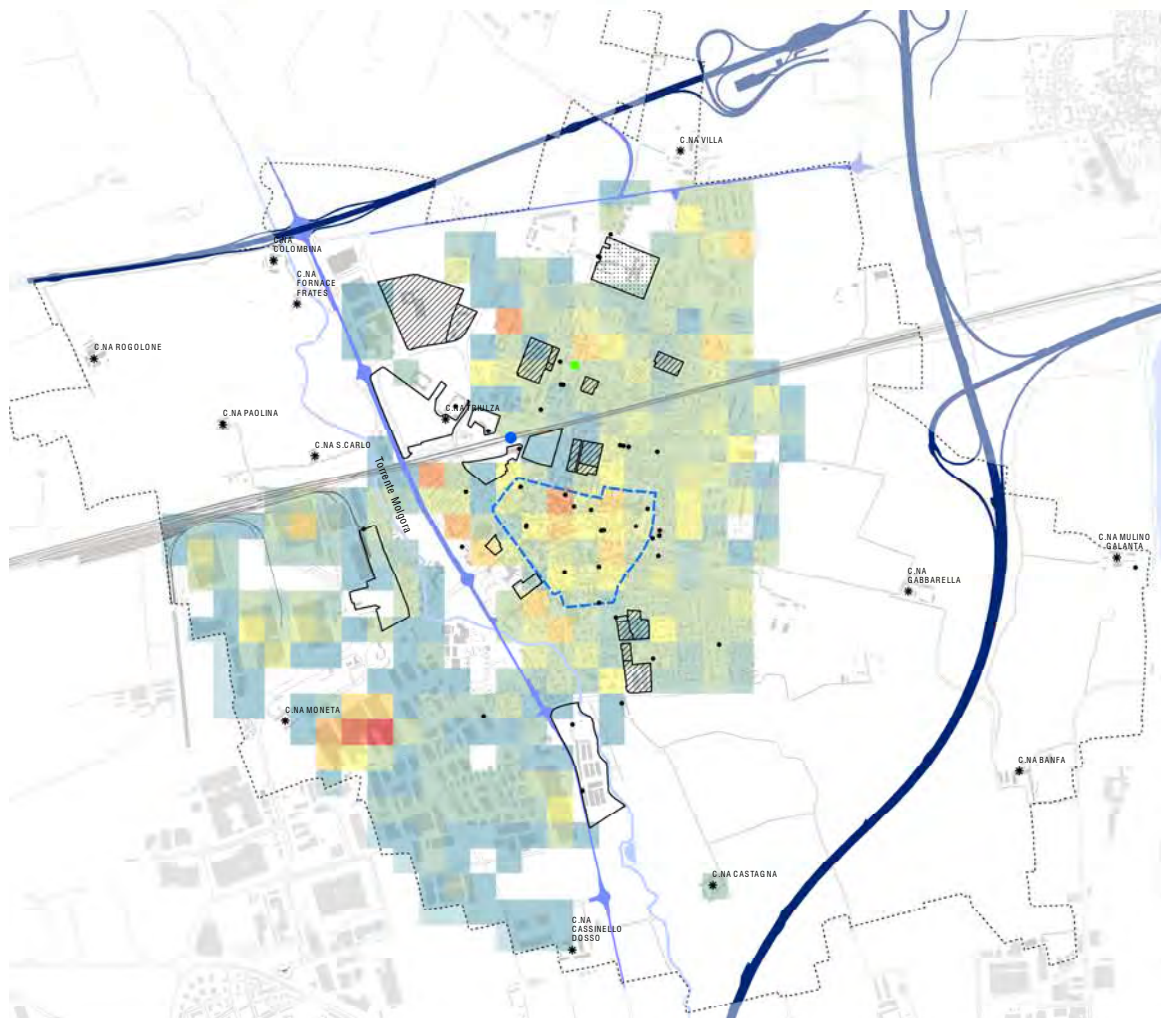 C.NA VILLA
C.NA
COLOMBINA
C.NA
FORNACE
FRATES
C.NA ROGOLONE
C.NA PAOLINA
C.NA TRIULZA
C.NA S.CARLO
Torrente Molgora
C.NA MULINO
GALANTA
C.NA
GABBARELLA
C.NA MONETA
C.NA BANFA
C.NA CASTAGNA
C.NA
CASSINELLO
DOSSO